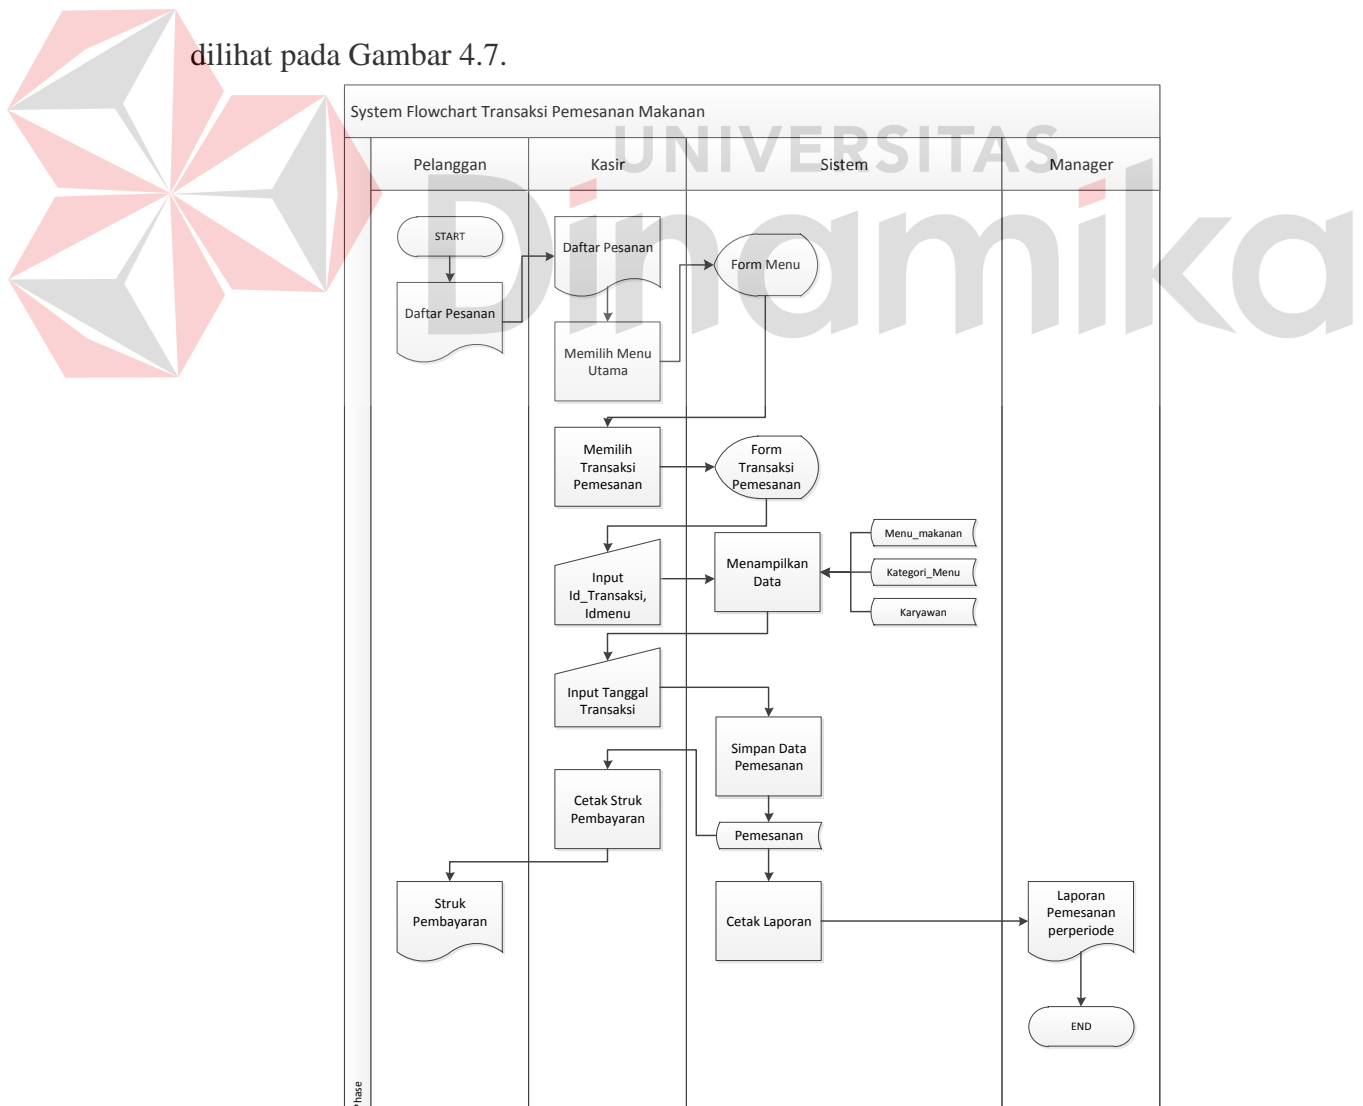 dilihat pada Gambar 4.7.
System Flowchart Transaksi Pemesanan Makanan
UNIVERSITAS
Dinamika
Pelanggan
Kasir
Sistem
Manager
START
Daftar Pesanan
Daftar Pesanan
Form Menu
Memilih Menu
Utama
Memilih
Transaksi
Pemesanan
Form
Transaksi
Pemesanan
Input
Id_Transaksi,
Idmenu
Menampilkan
Data
Menu_makanan
Kategori_Menu
Karyawan
Input Tanggal
Transaksi
Simpan Data
Pemesanan
Cetak Struk
Pembayaran
Pemesanan
Struk
Pembayaran
Cetak Laporan
Laporan
Pemesanan
perperiode
END
Phase